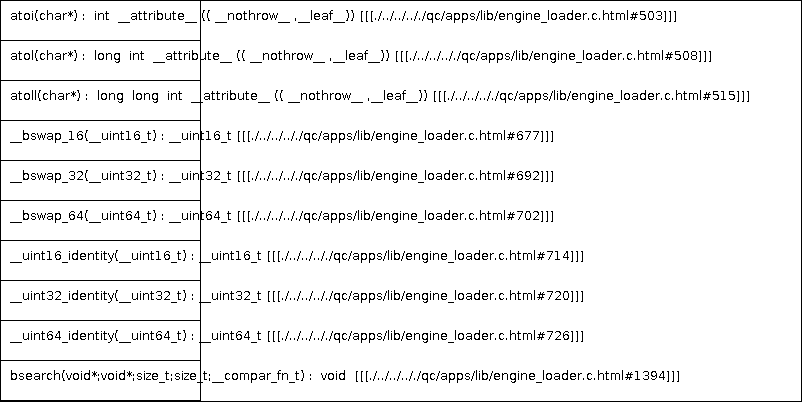 atoi(char*) : int __attribute__ (( __nothrow__ ,__leaf__)) [[[./../../././qc/apps/lib/engine_loader.c.html#503]]]
atol(char*) : long int __attribute__ (( __nothrow__ ,__leaf__)) [[[./../../././qc/apps/lib/engine_loader.c.html#508]]]
atoll(char*) : long long int __attribute__ (( __nothrow__ ,__leaf__)) [[[./../../././qc/apps/lib/engine_loader.c.html#515]]]
__bswap_16(__uint16_t) : __uint16_t [[[./../../././qc/apps/lib/engine_loader.c.html#677]]]
__bswap_32(__uint32_t) : __uint32_t [[[./../../././qc/apps/lib/engine_loader.c.html#692]]]
__bswap_64(__uint64_t) : __uint64_t [[[./../../././qc/apps/lib/engine_loader.c.html#702]]]
__uint16_identity(__uint16_t) : __uint16_t [[[./../../././qc/apps/lib/engine_loader.c.html#714]]]
__uint32_identity(__uint32_t) : __uint32_t [[[./../../././qc/apps/lib/engine_loader.c.html#720]]]
__uint64_identity(__uint64_t) : __uint64_t [[[./../../././qc/apps/lib/engine_loader.c.html#726]]]
bsearch(void*;void*;size_t;size_t;__compar_fn_t) : void [[[./../../././qc/apps/lib/engine_loader.c.html#1394]]]